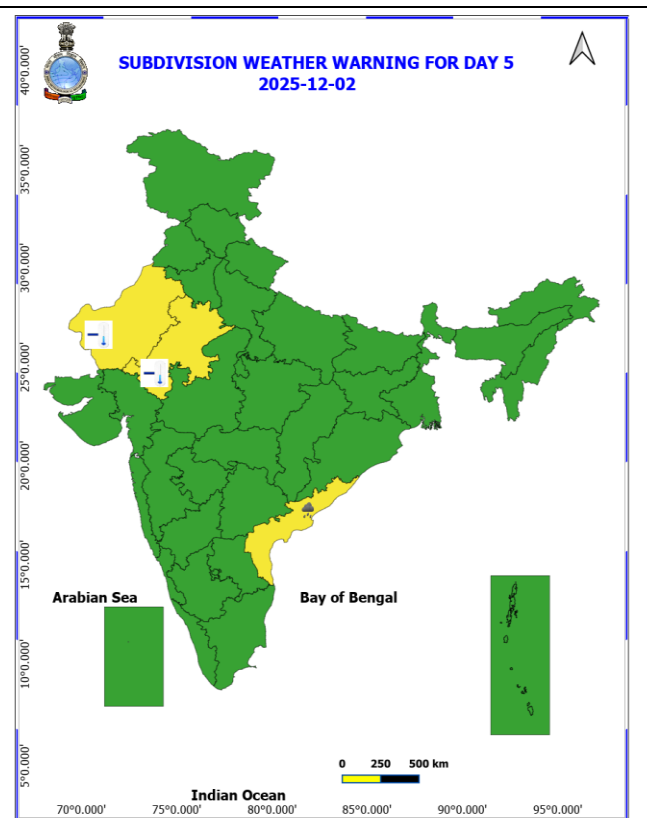 SUBDIVISION WEATHER WARNING FOR DAY 5
2025-12-02
40°0.000'
35°0.000'
30°0.000'
25°0.000'
20°0.000'
15°0.000'
10°0.000'
5°0.000'
Arabian Sea
Bay of Bengal
0 250 500 km
Indian Ocean
70°0.000' 75°0.000' 80°0.000' 85°0.000' 90°0.000' 95°0.000'